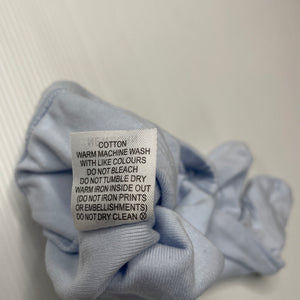 COTTON
WARM MACHINE WASH
WITH LIKE COLOURS
DO NOT BLEACH
DO NOT TUMBLE DRY
WARM IRON INSIDE OUT
(DO NOT IRON PRINTS
OR EMBELLISHMENTS)
DO NOT DRY CLEAN